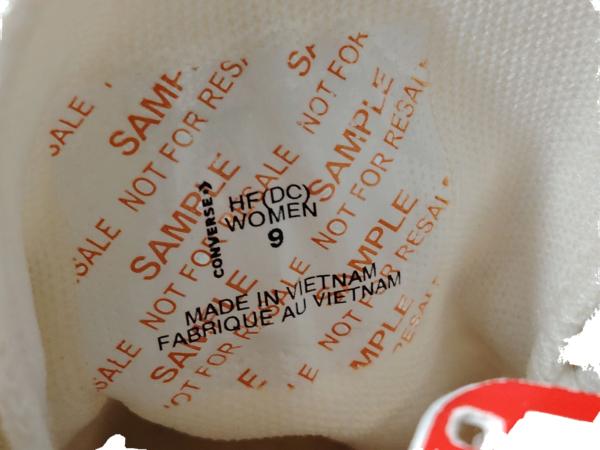 SAMPLE NOT FOR RESALE
CONVERSE
HF(DC)
WOMEN
9
MADE IN VIETNAM
FABRIQUE AU VIETNAM